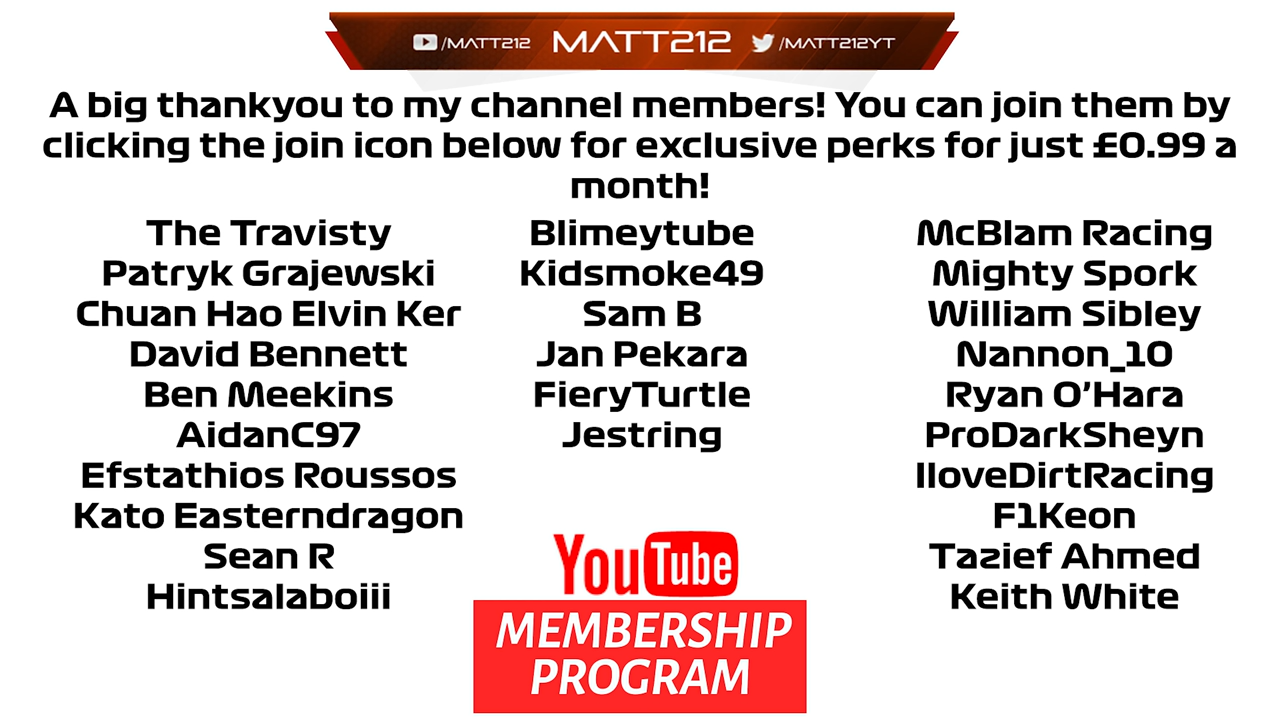 /MATT212 MATT212 /MATT212YT
A big thankyou to my channel members! You can join them by
clicking the join icon below for exclusive perks for just £0.99 a
month!
The Travisty
Patryk Grajewski
Chuan Hao Elvin Ker
David Bennett
Ben Meekins
AidanC97
Efstathios Roussos
Kato Easterndragon
Sean R
Hintsalaboiii
Blimeytube
Kidsmoke49
Sam B
Jan Pekara
FieryTurtle
Jestring
McBlam Racing
Mighty Spork
William Sibley
Nannon_10
Ryan O’Hara
ProDarkSheyn
IloveDirtRacing
F1Keon
Tazief Ahmed
Keith White
YouTube
MEMBERSHIP
PROGRAM